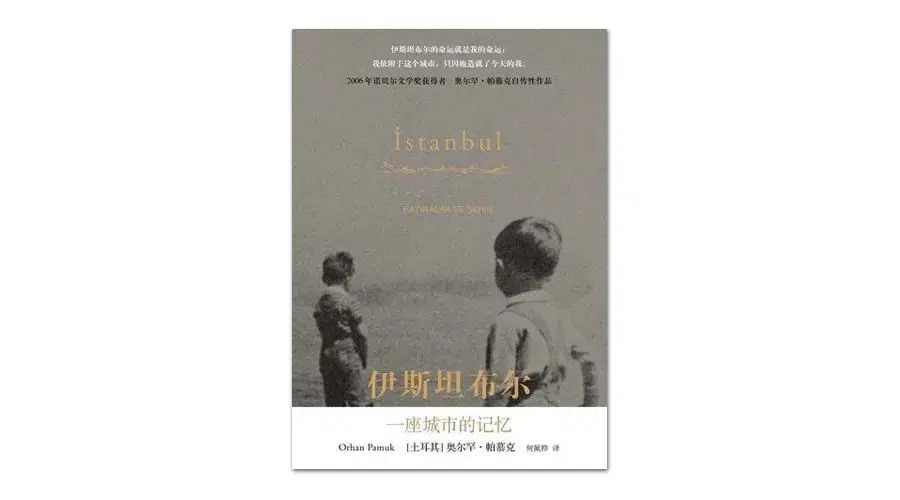 伊斯坦布尔的命运就是我的命运：
我依附于这个城市，只因她造就了今天的我。
2006年诺贝尔文学奖获得者 奥尔罕·帕慕克自传性作品
İstanbul
HATIRALAR VE ŞEHİR
伊斯坦布尔
一座城市的记忆
Orhan Pamuk [土耳其] 奥尔罕·帕慕克 何佩桦 译